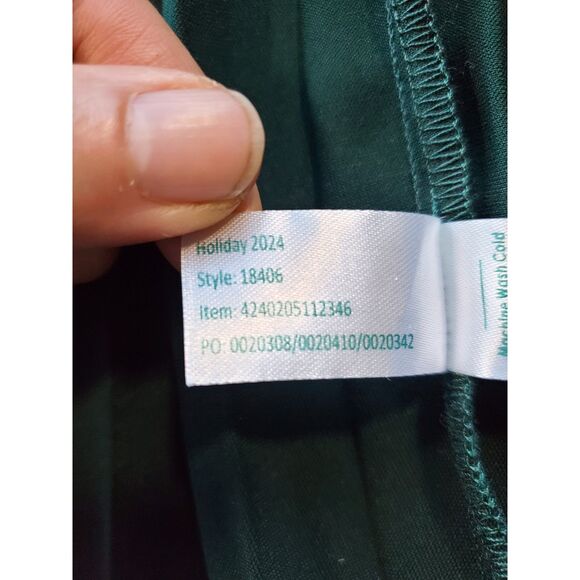 Holiday 2024
Style: 18406
Item: 4240205112346
PO: 0020308/0020410/0020342
Machine Wash Cold